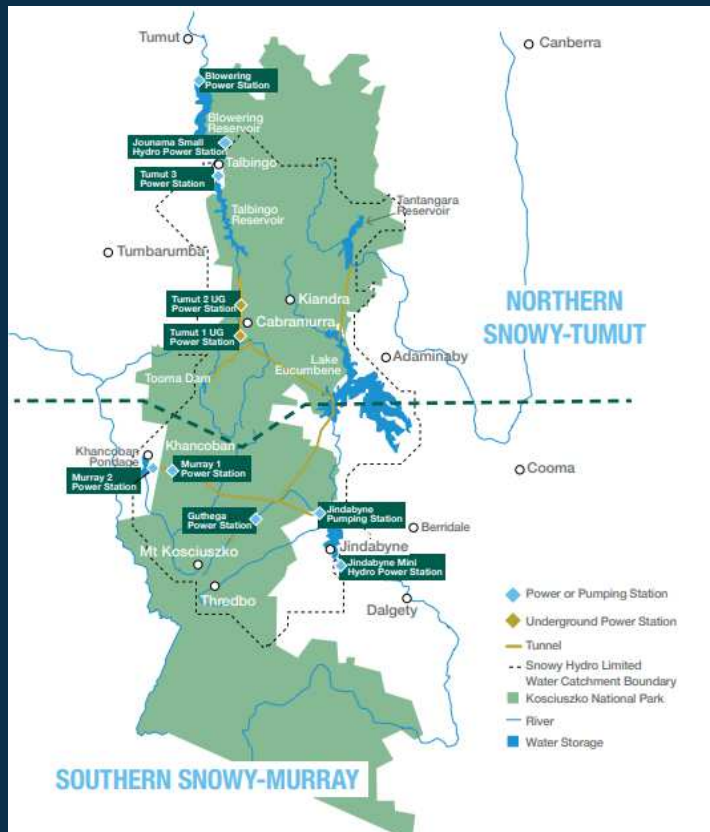 Tumut
Canberra
Blowering
Power Station
Blowering
Reservoir
Jounama Small
Hydro Power Station
Talbingo
Tumut 3
Power Station
Tantangara
Reservoir
Talbingo
Reservoir
Tumbarumba
Tumut 2 UG
Power Station
Kiandra
NORTHERN
SNOWY-TUMUT
Cabramurra
Tumut 1 UG
Power Station
Lake
Eucumbene
Adaminaby
Tooma Dam
Khancoban
Pondage
Khancoban
Murray 1
Power Station
Murray 2
Power Station
Cooma
Guthega
Power Station
Jindabyne
Pumping Station
Berridale
Jindabyne
Mt Kosciuszko
Jindabyne Mini
Hydro Power Station
Thredbo
Dalgety
Power or Pumping Station
Underground Power Station
Tunnel
Snowy Hydro Limited
Water Catchment Boundary
Kosciuszko National Park
River
Water Storage
SOUTHERN SNOWY-MURRAY